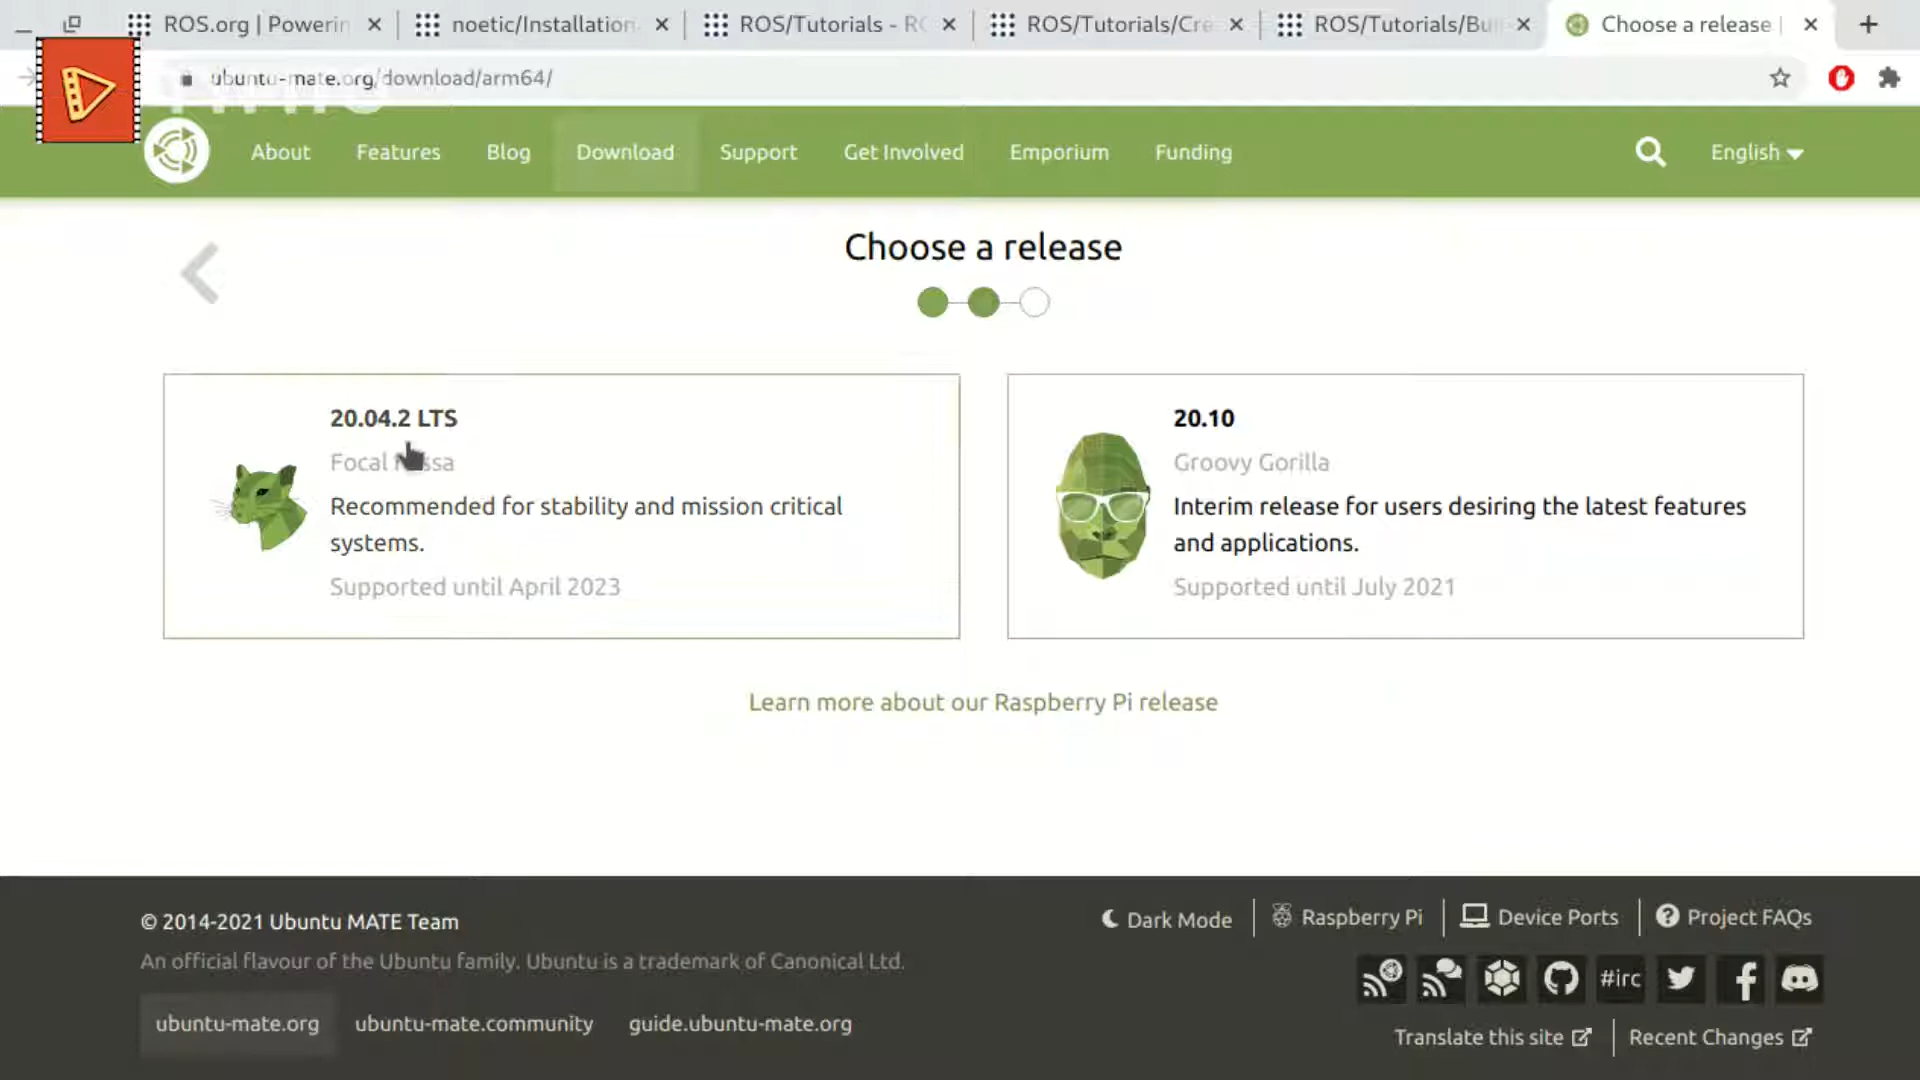 ROS.org | Powerin
noetic/Installation
ROS/Tutorials - RO
ROS/Tutorials/Cre
ROS/Tutorials/Buil
Choose a release |
ubuntu-mate.org/download/arm64/
About
Features
Blog
Download
Support
Get Involved
Emporium
Funding
English
Choose a release
20.04.2 LTS
Focal
Recommended for stability and mission critical
systems.
Supported until April 2023
20.10
Groovy Gorilla
Interim release for users desiring the latest features
and applications.
Supported until July 2021
Learn more about our Raspberry Pi release
© 2014-2021 Ubuntu MATE Team
An official flavour of the Ubuntu family. Ubuntu is a trademark of Canonical Ltd.
ubuntu-mate.org
ubuntu-mate.community
guide.ubuntu-mate.org
Dark Mode
Raspberry Pi
Device Ports
Project FAQs
#irc
Translate this site
Recent Changes